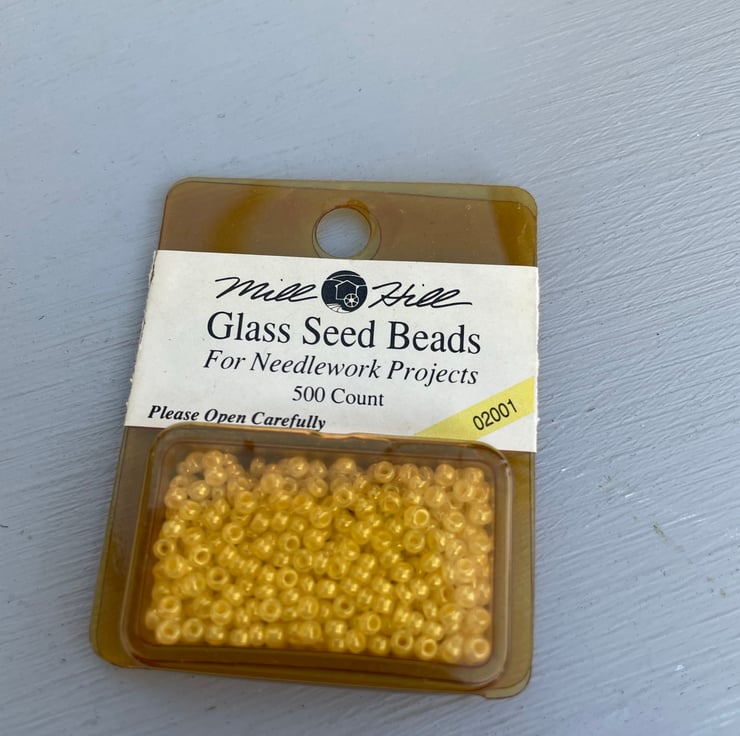 Mill Hill
Glass Seed Beads
For Needlework Projects
500 Count
Please Open Carefully
02001